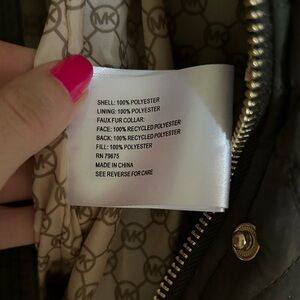 SHELL: 100% POLYESTER
LINING: 100% POLYESTER
FAUX FUR COLLAR:
FACE: 100% RECYCLED POLYESTER
BACK: 100% RECYCLED POLYESTER
FILL: 100% POLYESTER
RN 79675
MADE IN CHINA
SEE REVERSE FOR CARE
MK